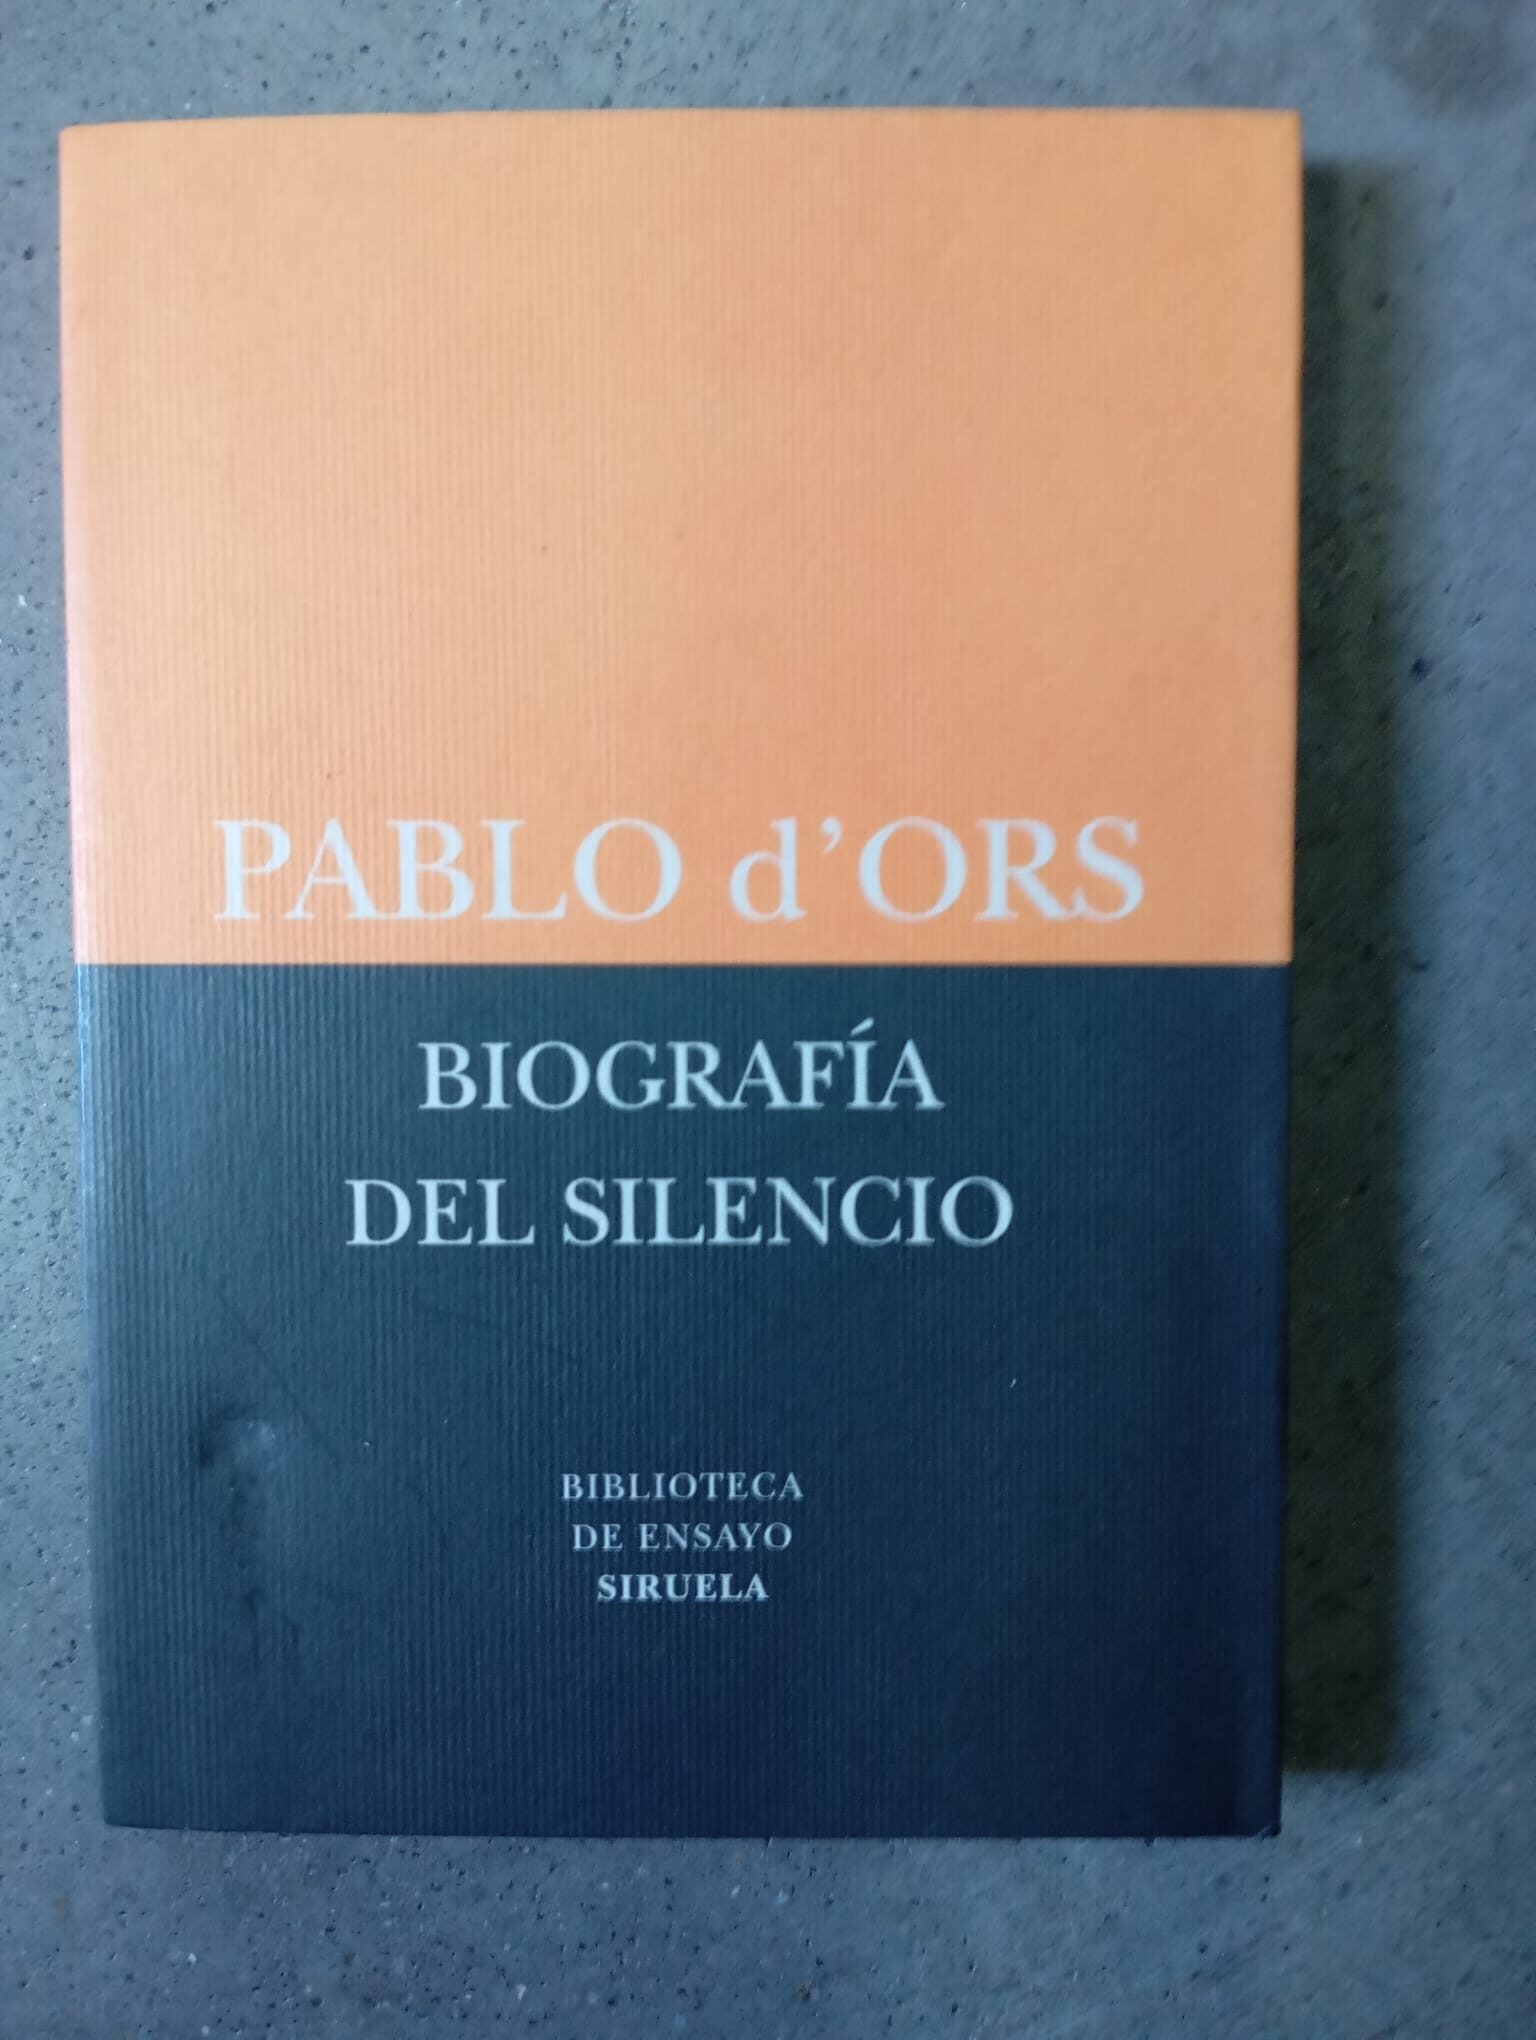 PABLO d'ORS
BIOGRAFÍA
DEL SILENCIO
BIBLIOTECA
DE ENSAYO
SIRUELA